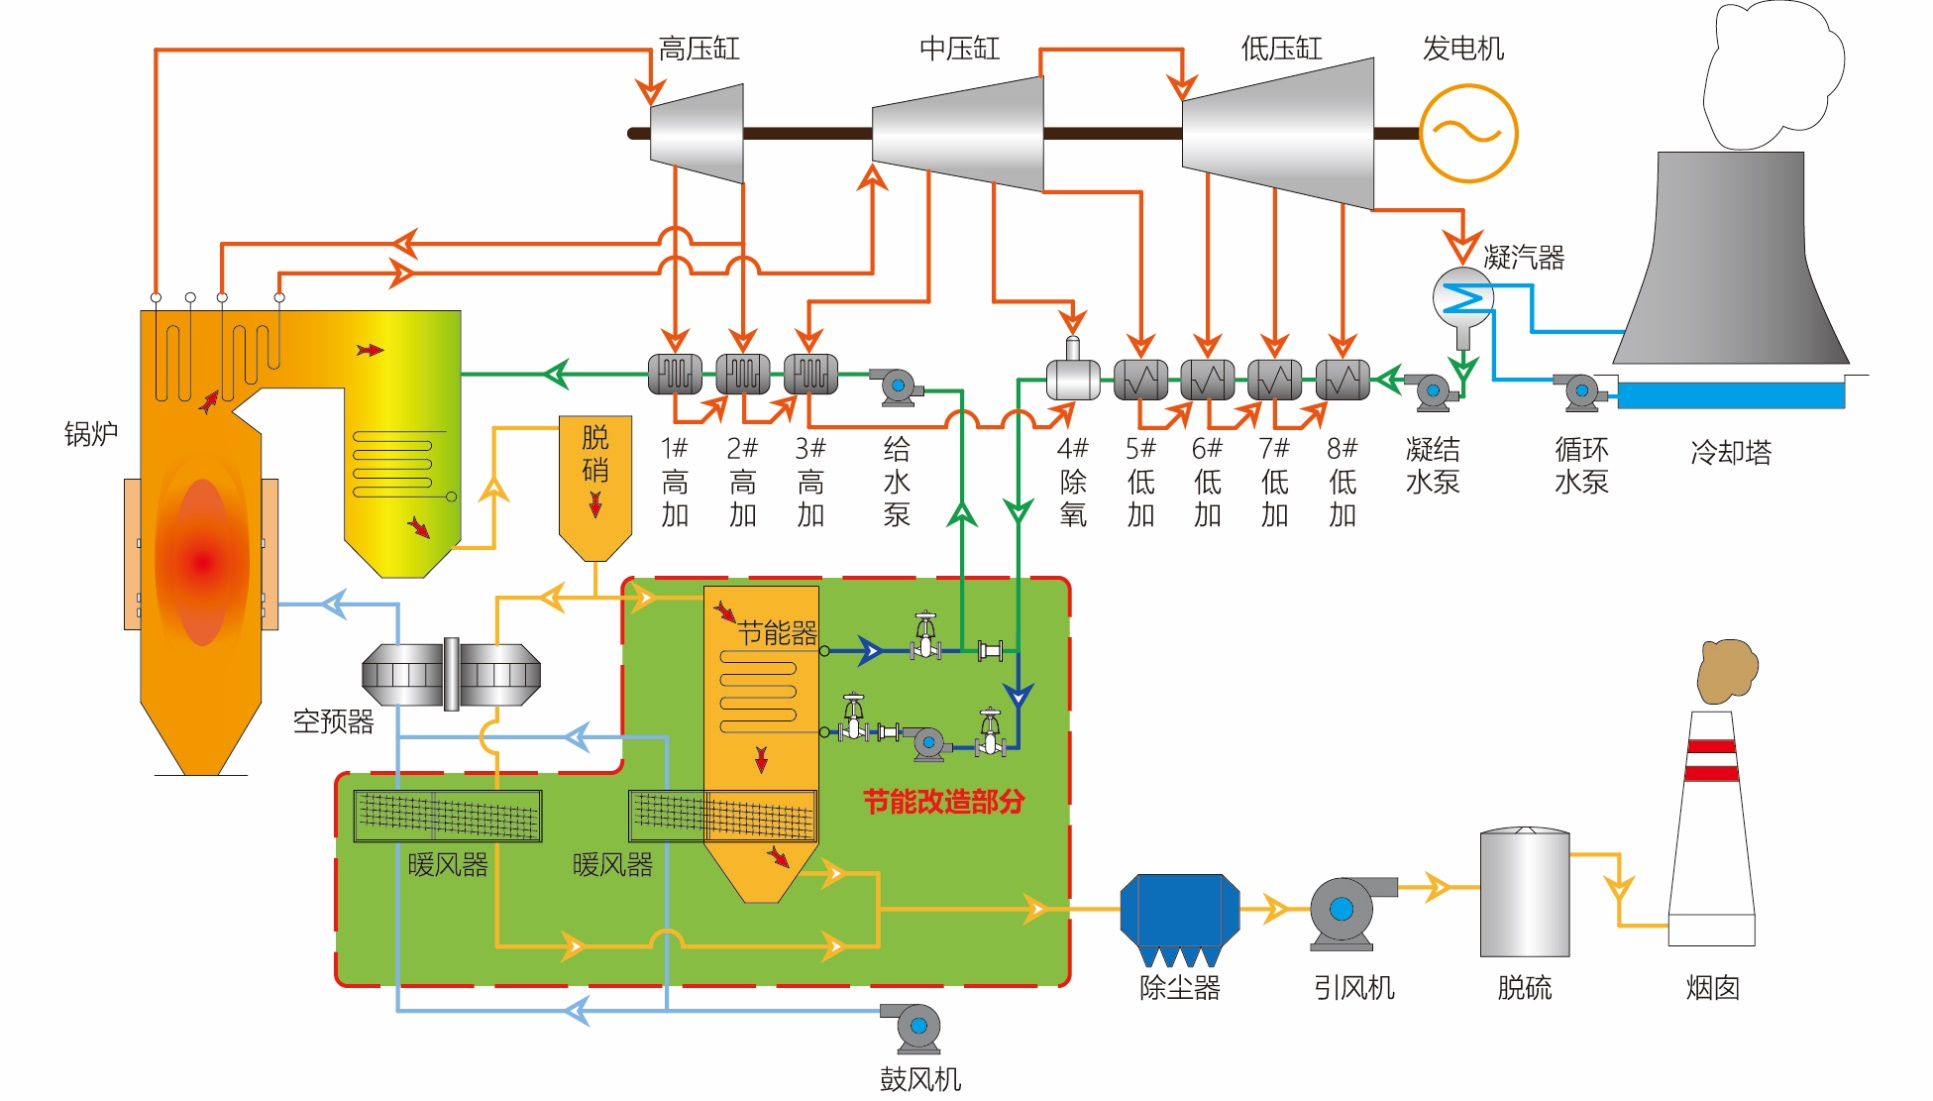 高压缸
中压缸
低压缸
发电机
凝汽器
锅炉
脱
硝
1#
高
加
2#
高
加
3#
高
加
给
水
泵
4#
除
氧
5#
低
加
6#
低
加
7#
低
加
8#
低
加
凝结
水泵
循环
水泵
冷却塔
节能器
空预器
节能改造部分
暖风器
暖风器
除尘器
引风机
脱硫
烟囱
鼓风机